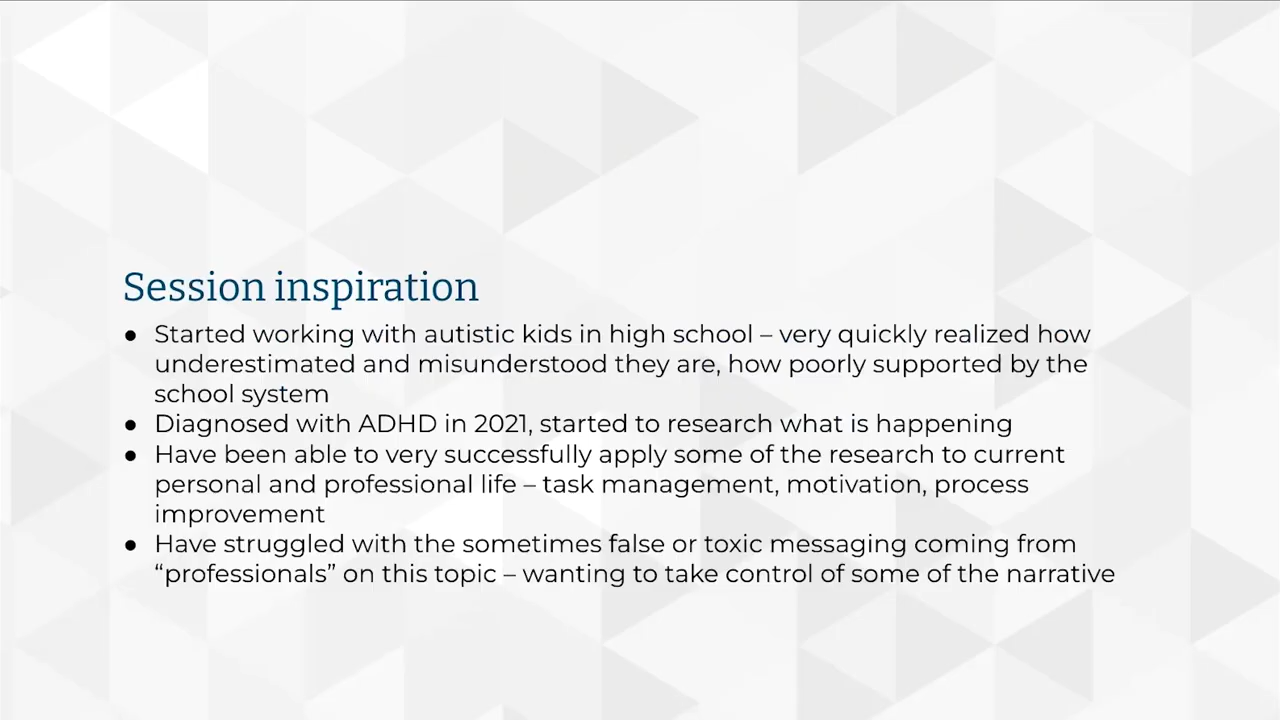 Session inspiration
● Started working with autistic kids in high school – very quickly realized how
underestimated and misunderstood they are, how poorly supported by the
school system
● Diagnosed with ADHD in 2021, started to research what is happening
● Have been able to very successfully apply some of the research to current
personal and professional life – task management, motivation, process
improvement
● Have struggled with the sometimes false or toxic messaging coming from
“professionals” on this topic – wanting to take control of some of the narrative